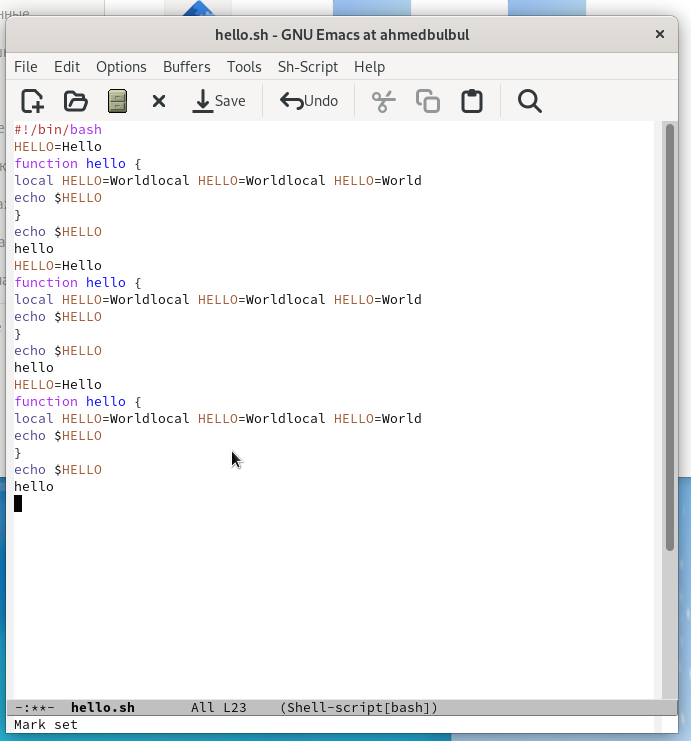 нные
hello.sh - GNU Emacs at ahmedbulbul
File Edit Options Buffers Tools Sh-Script Help
Save Undo
#!/bin/bash
HELLO=Hello
function hello {
local HELLO=Worldlocal HELLO=Worldlocal HELLO=World
echo $HELLO
}
echo $HELLO
hello
HELLO=Hello
function hello {
local HELLO=Worldlocal HELLO=Worldlocal HELLO=World
echo $HELLO
}
echo $HELLO
hello
HELLO=Hello
function hello {
local HELLO=Worldlocal HELLO=Worldlocal HELLO=World
echo $HELLO
}
echo $HELLO
hello
-:**- hello.sh All L23 (Shell-script[bash])
Mark set